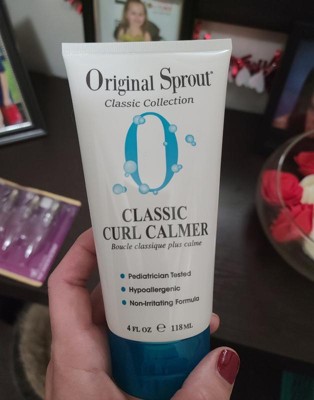 Original Sprout®
Classic Collection
O
CLASSIC
CURL CALMER
Boucle classique plus calme
• Pediatrician Tested
• Hypoallergenic
• Non-Irritating Formula
4 FL OZ e 118 ML